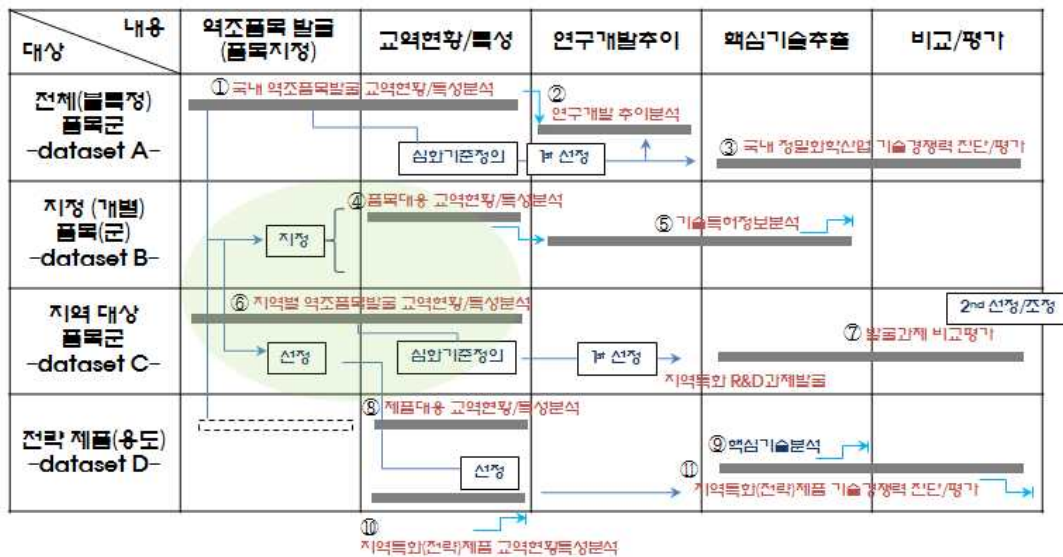 내용
대상
역조품목 발굴
(품목지정)
교역현황/특성
연구개발추이
핵심기술추출
비교/평가
전체(불특정)
품목군
-dataset A-
① 국내 역조품목발굴 교역현황/특성분석
②
연구개발 추이분석
심화기준정의
1st 선정
③ 국내 정밀화학산업 기술경쟁력 진단/평가
지정 (개별)
품목(군)
-dataset B-
④품목대응 교역현황/특성분석
지정
⑤ 기술특허정보분석
지역 대상
품목군
-dataset C-
⑥ 지역별 역조품목발굴 교역현황/특성분석
2nd 선정/조정
⑦ 발굴과제 비교평가
선정
심화기준정의
1st 선정
지역특화 R&D과제발굴
전략 제품(용도)
-dataset D-
⑧ 제품대응 교역현황/특성분석
⑨핵심기술분석
선정
⑪
지역특화(전략)제품 기술경쟁력 진단/평가
⑩
지역특화(전략)제품 교역현황특성분석